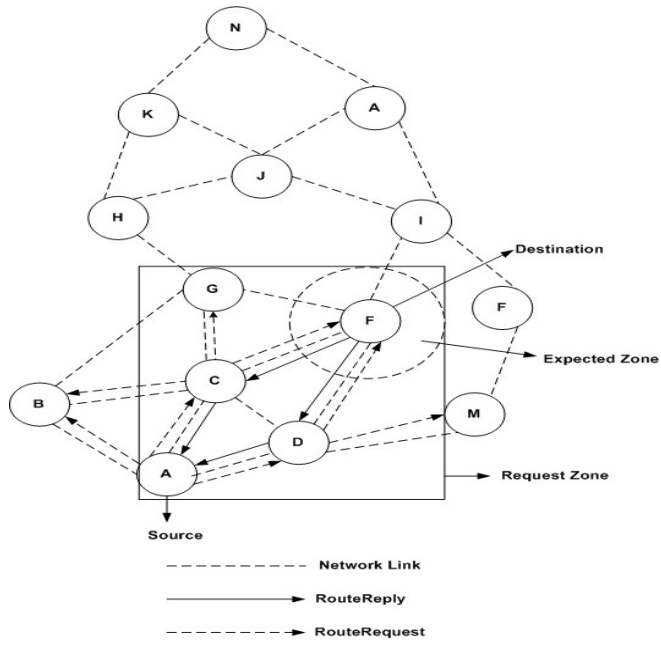 N
K
A
J
H
I
Destination
G
F
F
Expected Zone
C
B
M
D
A
Request Zone
Source
Network Link
RouteReply
RouteRequest